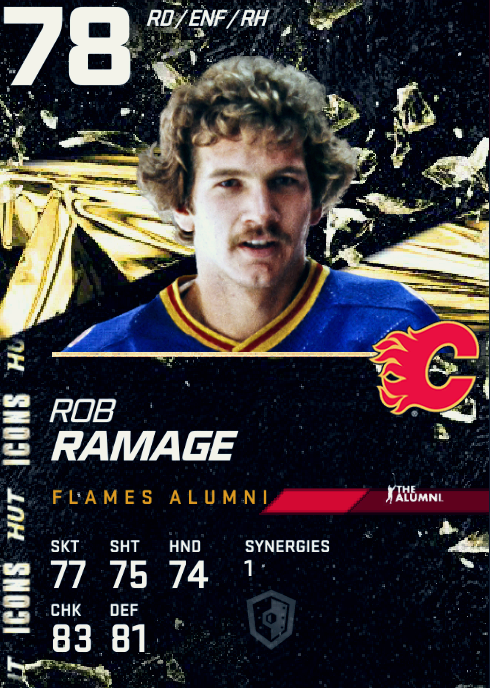 78
RD / ENF / RH
ROB
RAMAGE
FLAMES ALUMNI
THE
ALUMNI.
SKT SHT HND SYNERGIES
77 75 74 1
CHK DEF
83 81
HUT
ICONS
HUT
ICONS
UT